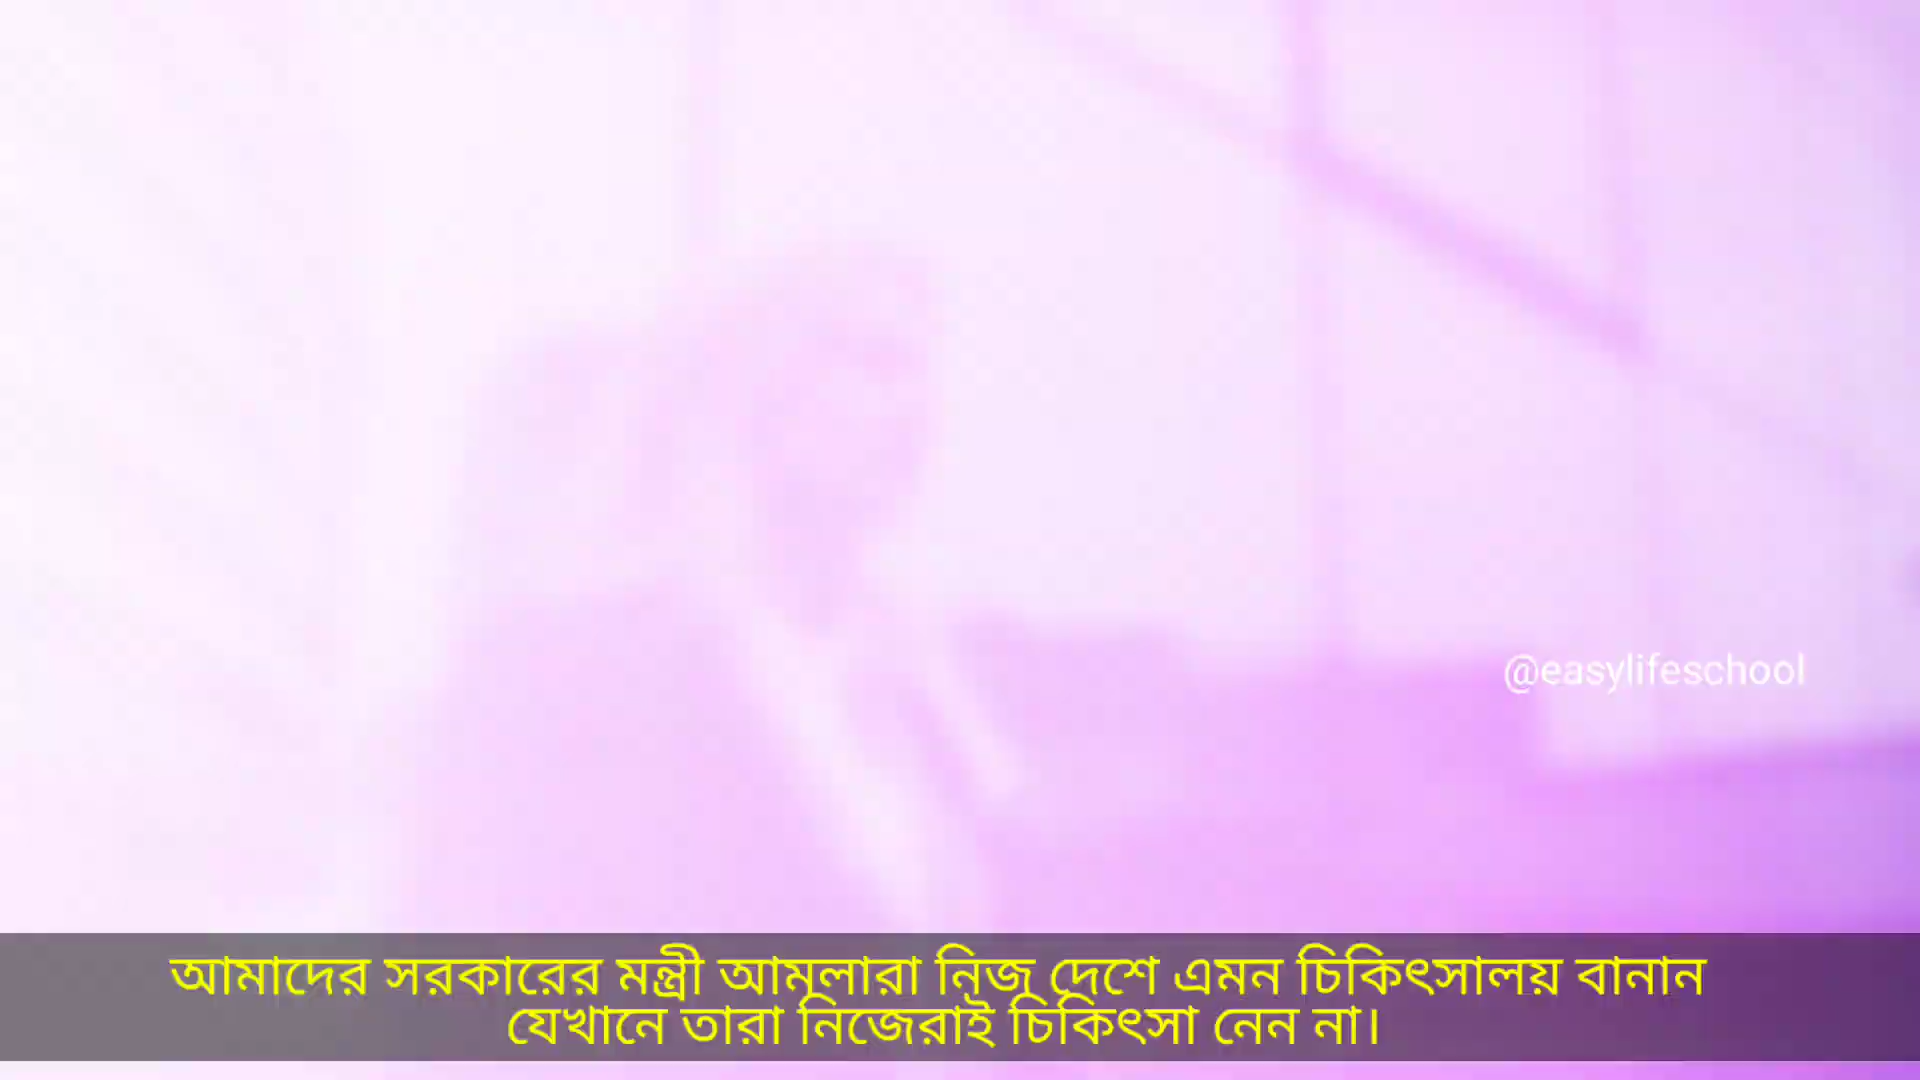 @easylifeschool
আমাদের সরকারের মন্ত্রী আমলারা নিজ দেশে এমন চিকিৎসালয় বানান
যেখানে তারা নিজেরাই চিকিৎসা নেন না।